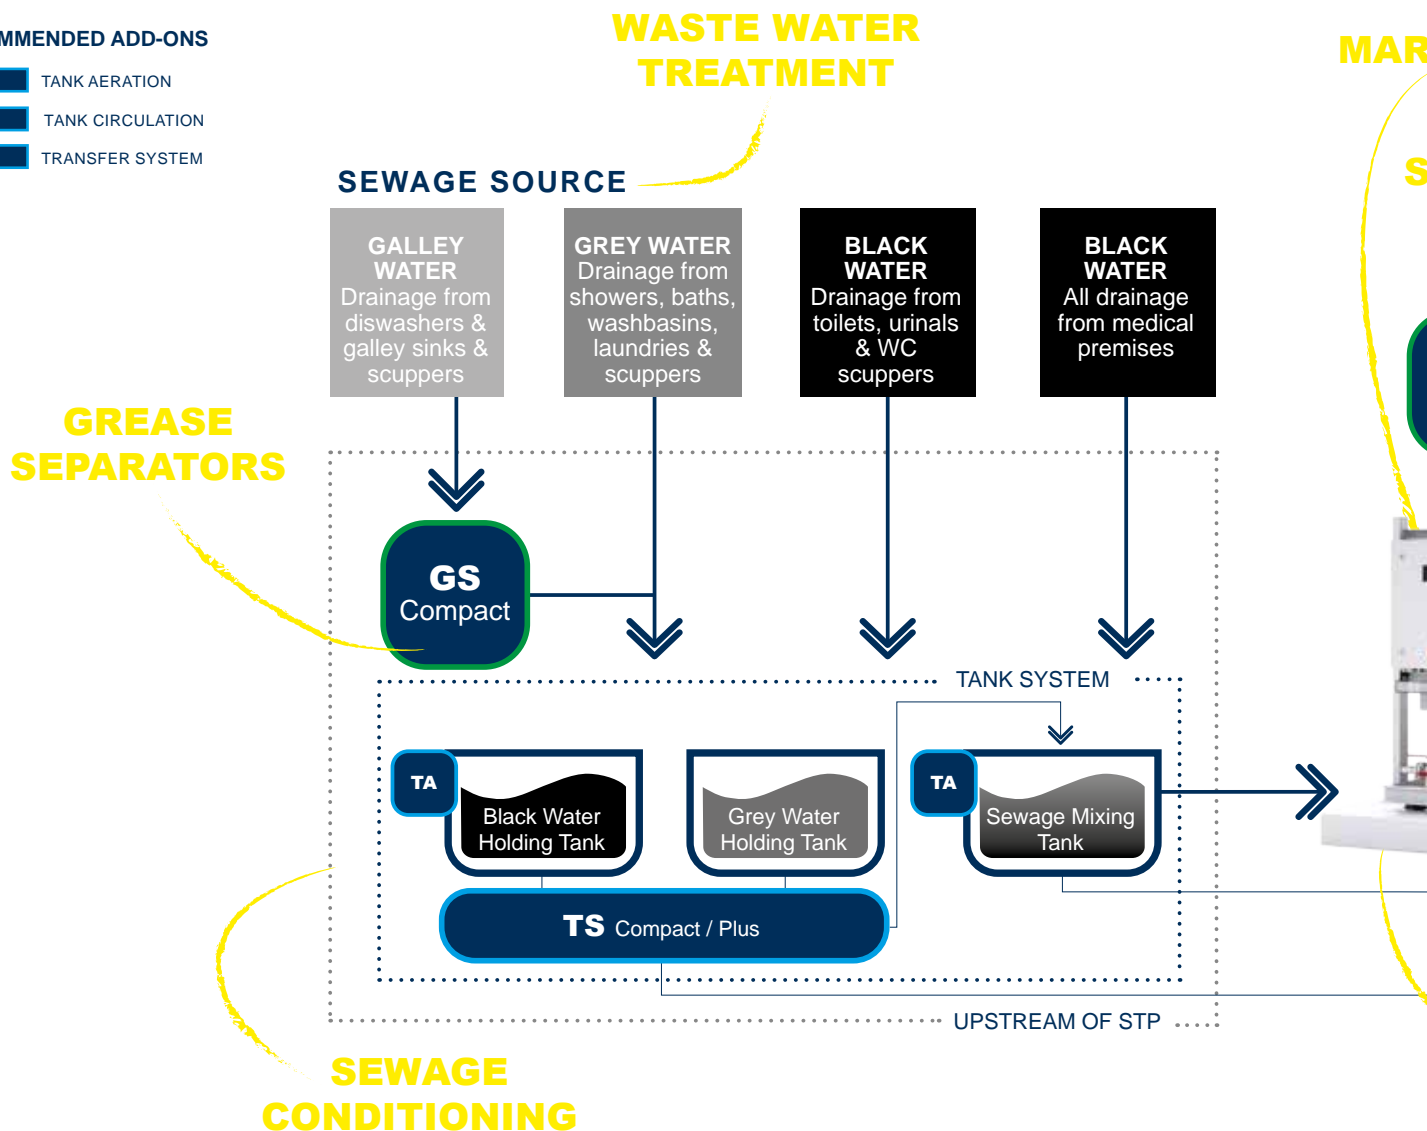 WASTE WATER
TREATMENT
MMENDED ADD-ONS
TANK AERATION
TANK CIRCULATION
TRANSFER SYSTEM
MAR
S
SEWAGE SOURCE
GALLEY
WATER
Drainage from
diswashers &
galley sinks &
scuppers
GREY WATER
Drainage from
showers, baths,
washbasins,
laundries &
scuppers
BLACK
WATER
Drainage from
toilets, urinals
& WC
scuppers
BLACK
WATER
All drainage
from medical
premises
GREASE
SEPARATORS
GS
Compact
TANK SYSTEM
TA
Black Water
Holding Tank
Grey Water
Holding Tank
TA
Sewage Mixing
Tank
TS Compact / Plus
UPSTREAM OF STP
SEWAGE
CONDITIONING